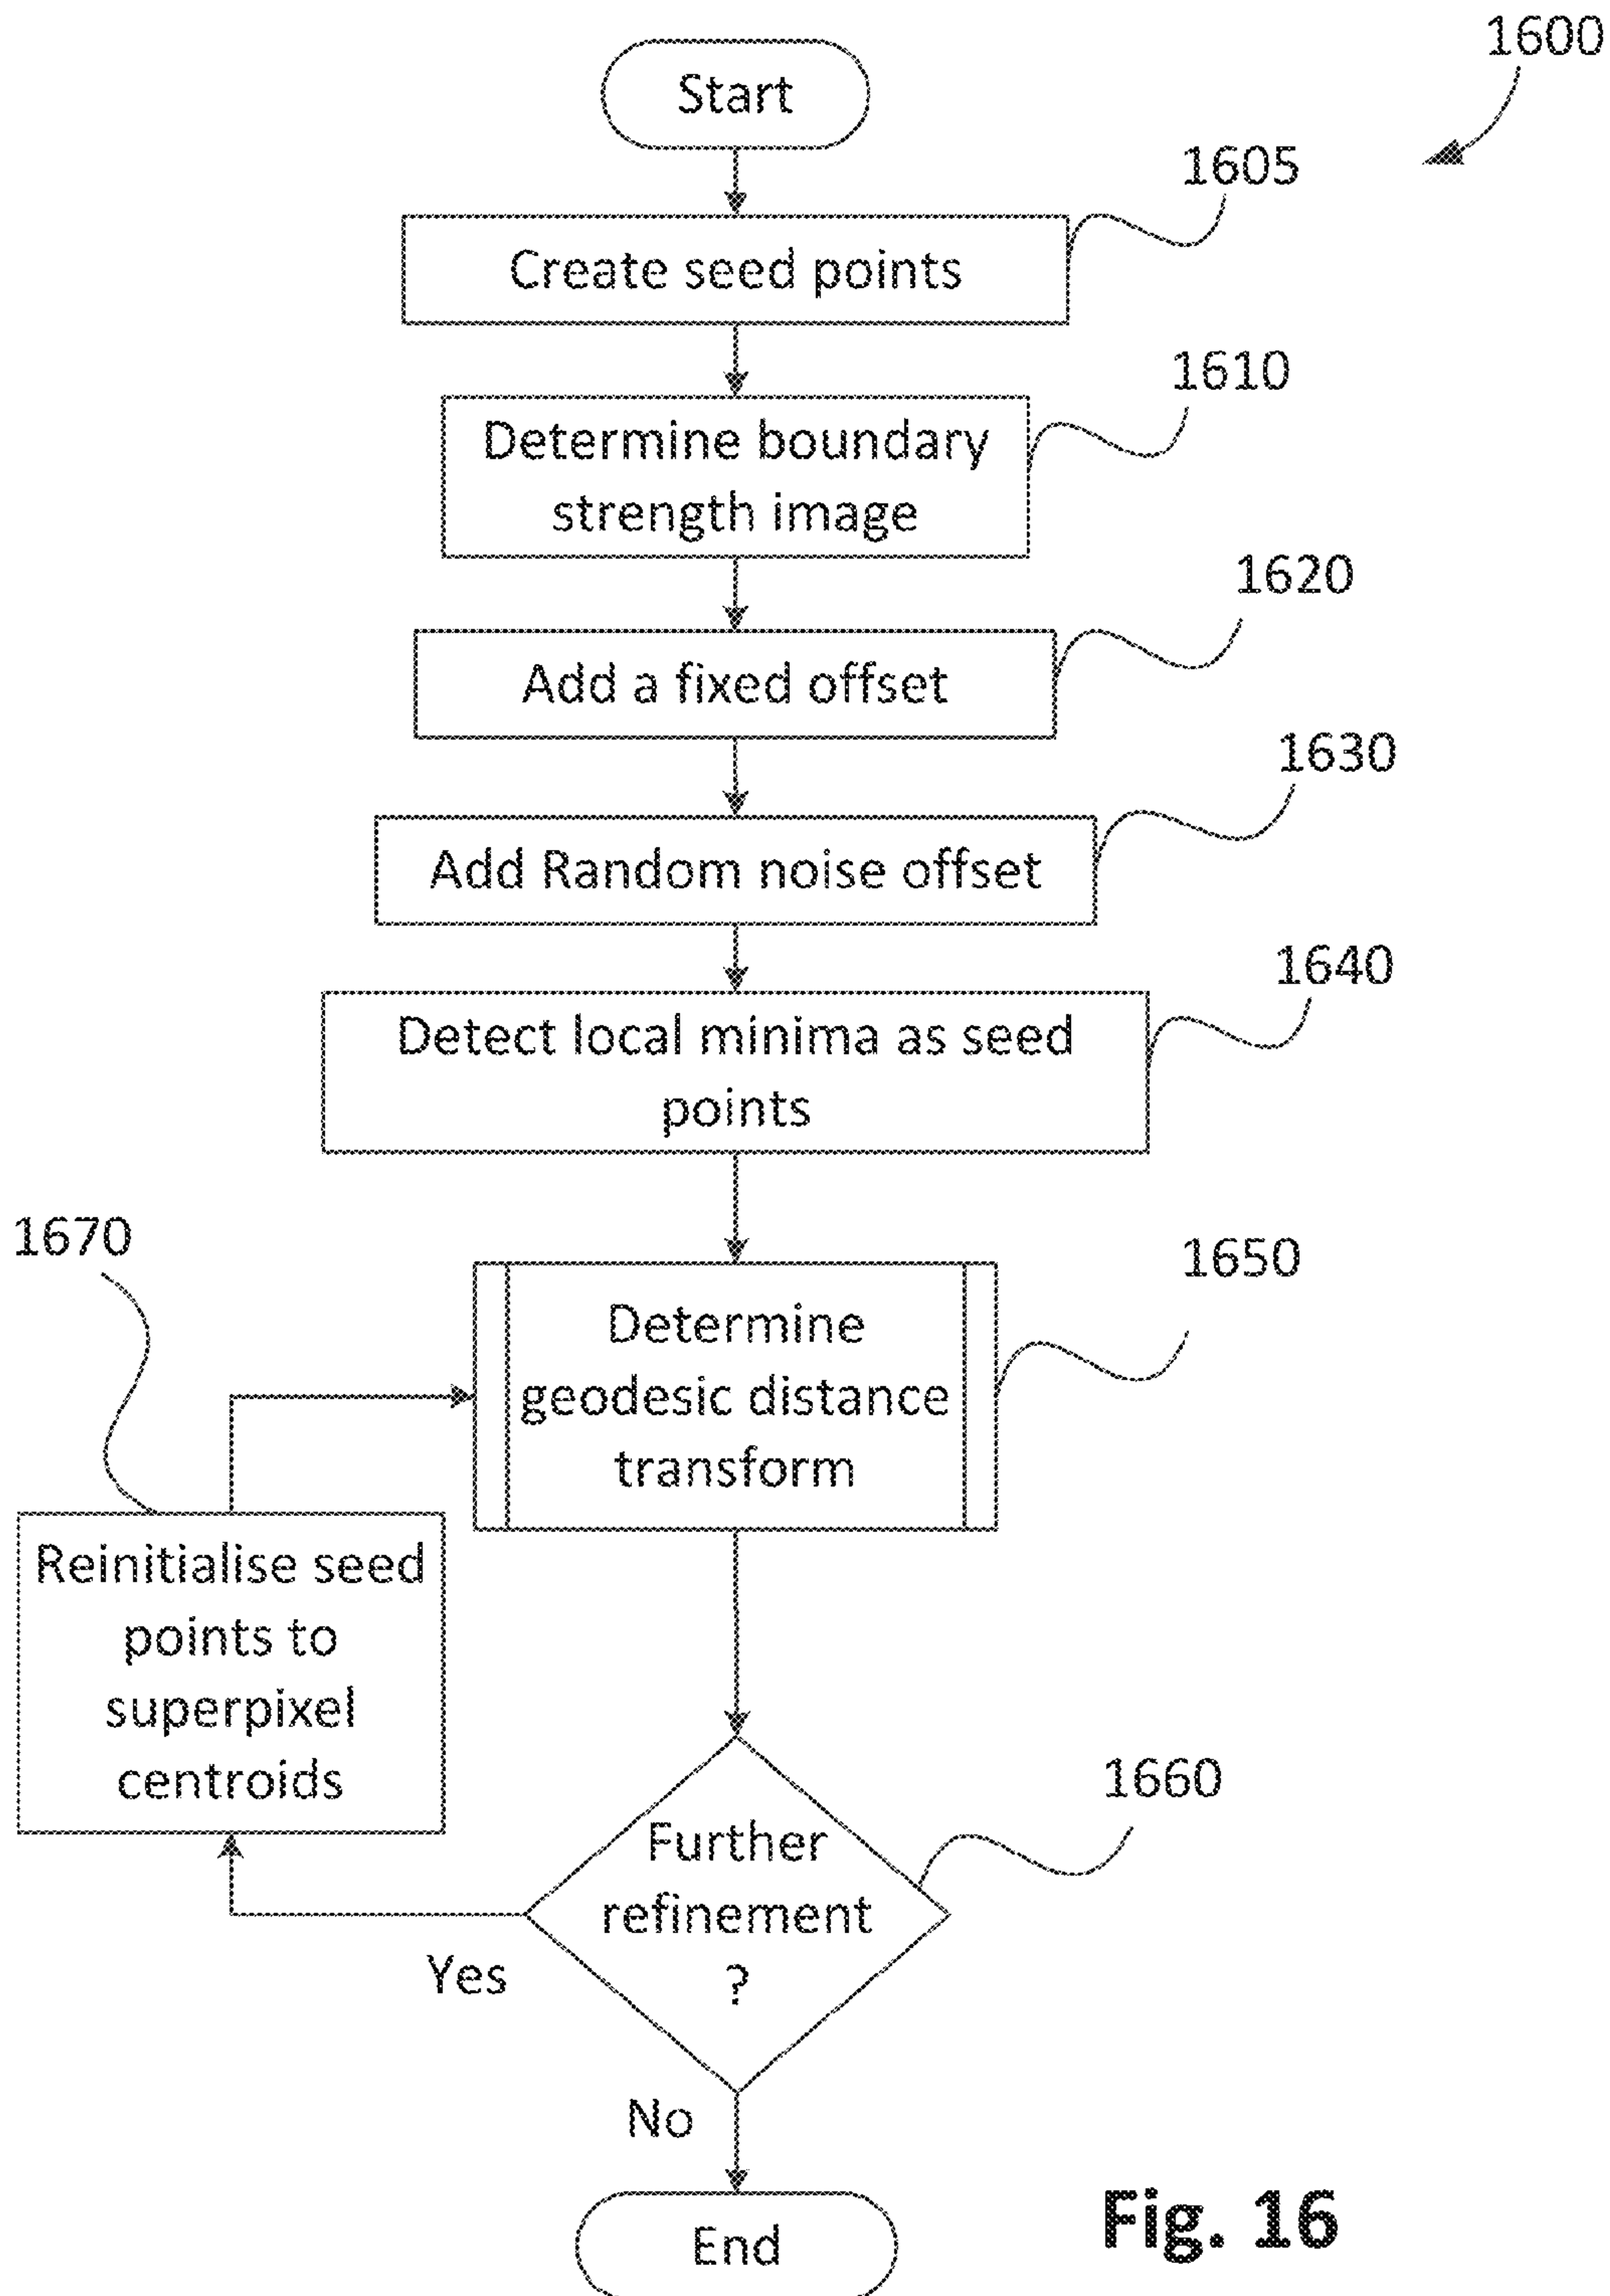 1600
Start
1605
Create seed points
1610
Determine boundary
strength image
1620
Add a fixed offset
1630
Add Random noise offset
1640
Detect local minima as seed
points
1670
1650
Determine
geodesic distance
transform
Reinitialise seed
points to
superpixel
centroids
1660
Further
refinement
?
Yes
No
End
Fig. 16